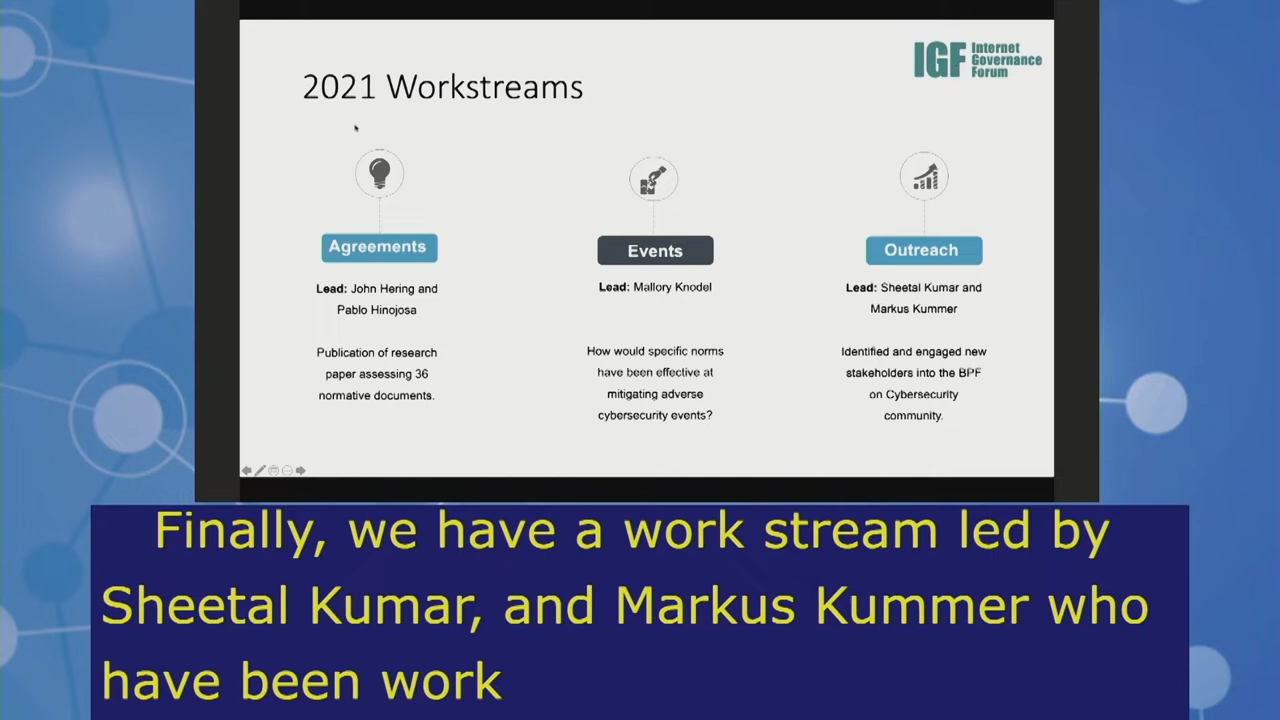 IGF Internet
Governance
Forum
2021 Workstreams
Agreements
Lead: John Hering and
Pablo Hinojosa
Publication of research
paper assessing 36
normative documents.
Events
Lead: Mallory Knodel
How would specific norms
have been effective at
mitigating adverse
cybersecurity events?
Outreach
Lead: Sheetal Kumar and
Markus Kummer
Identified and engaged new
stakeholders into the BPF
on Cybersecurity
community.
Finally, we have a work stream led by
Sheetal Kumar, and Markus Kummer who
have been work